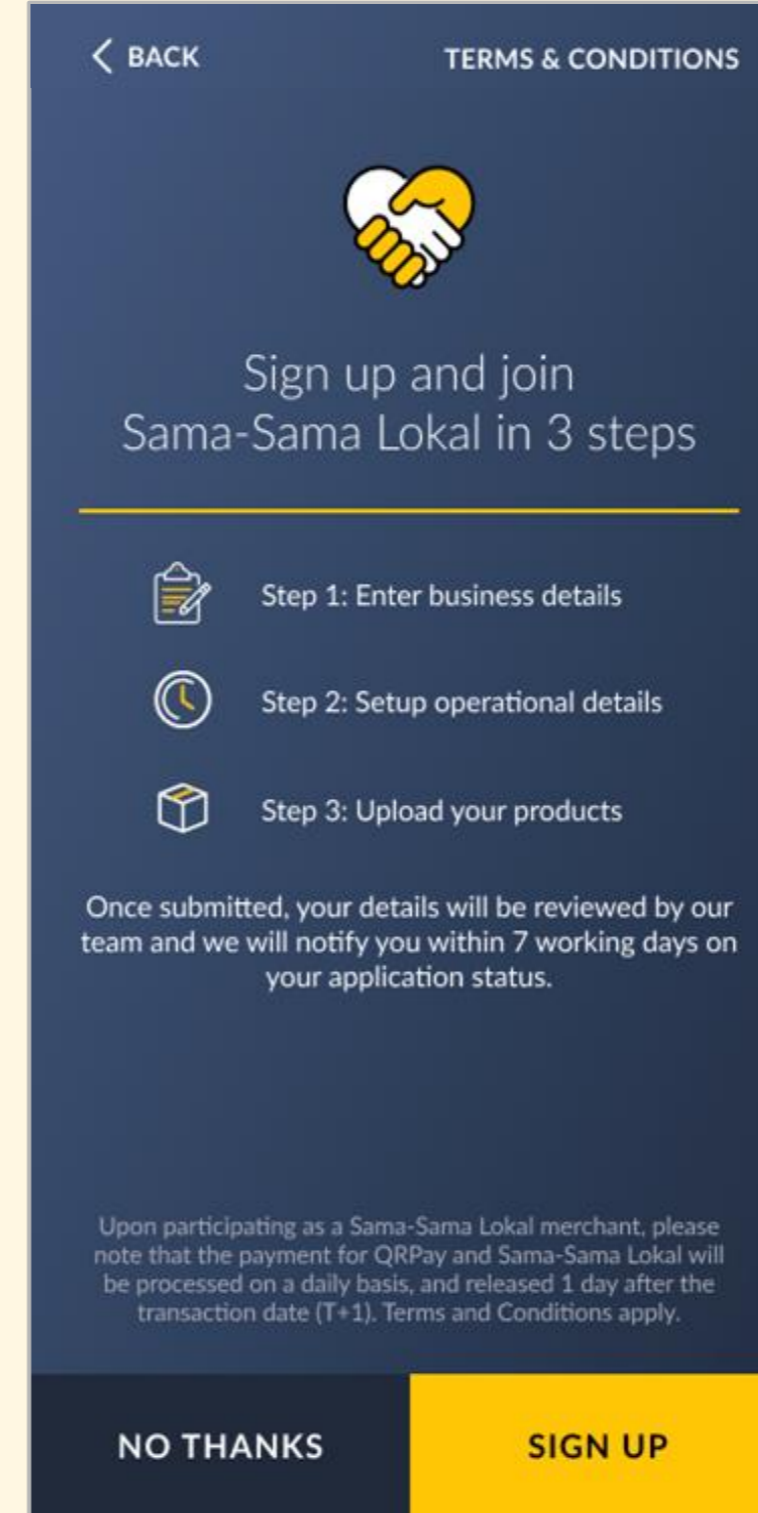 BACK
TERMS & CONDITIONS
Sign up and join
Sama-Sama Lokal in 3 steps
Step 1: Enter business details
Step 2: Setup operational details
Step 3: Upload your products
Once submitted, your details will be reviewed by our
team and we will notify you within 7 working days on
your application status.
Upon participating as a Sama-Sama Lokal merchant, please
note that the payment for QRPay and Sama-Sama Lokal will
be processed on a daily basis, and released 1 day after the
transaction date (T+1). Terms and Conditions apply.
NO THANKS
SIGN UP